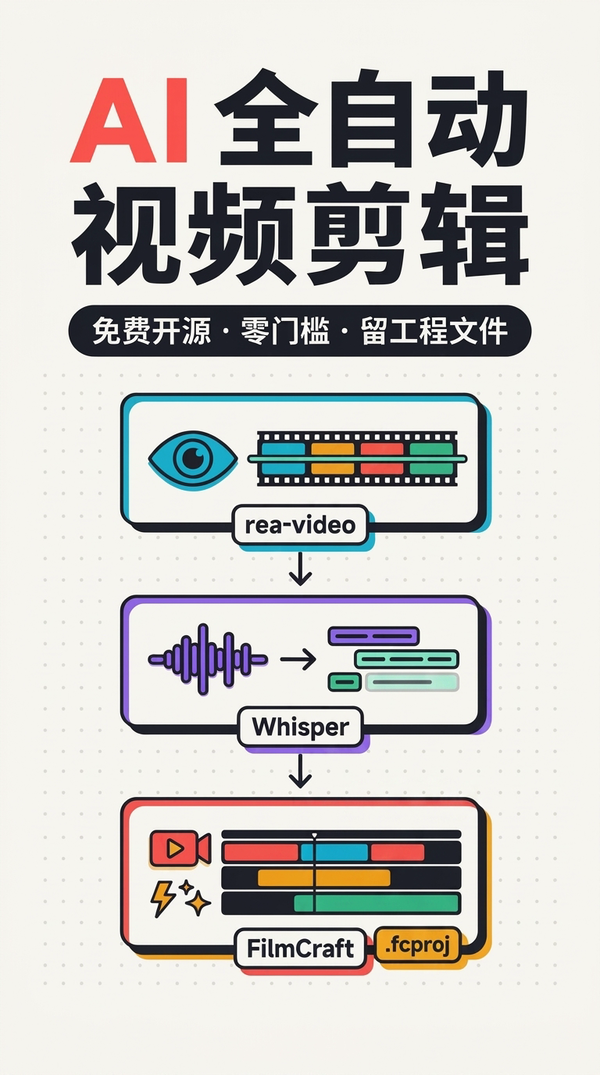 AI 全自动
视频剪辑
免费开源 · 零门槛 · 留工程文件
rea-video
Whisper
FilmCraft
.fcproj